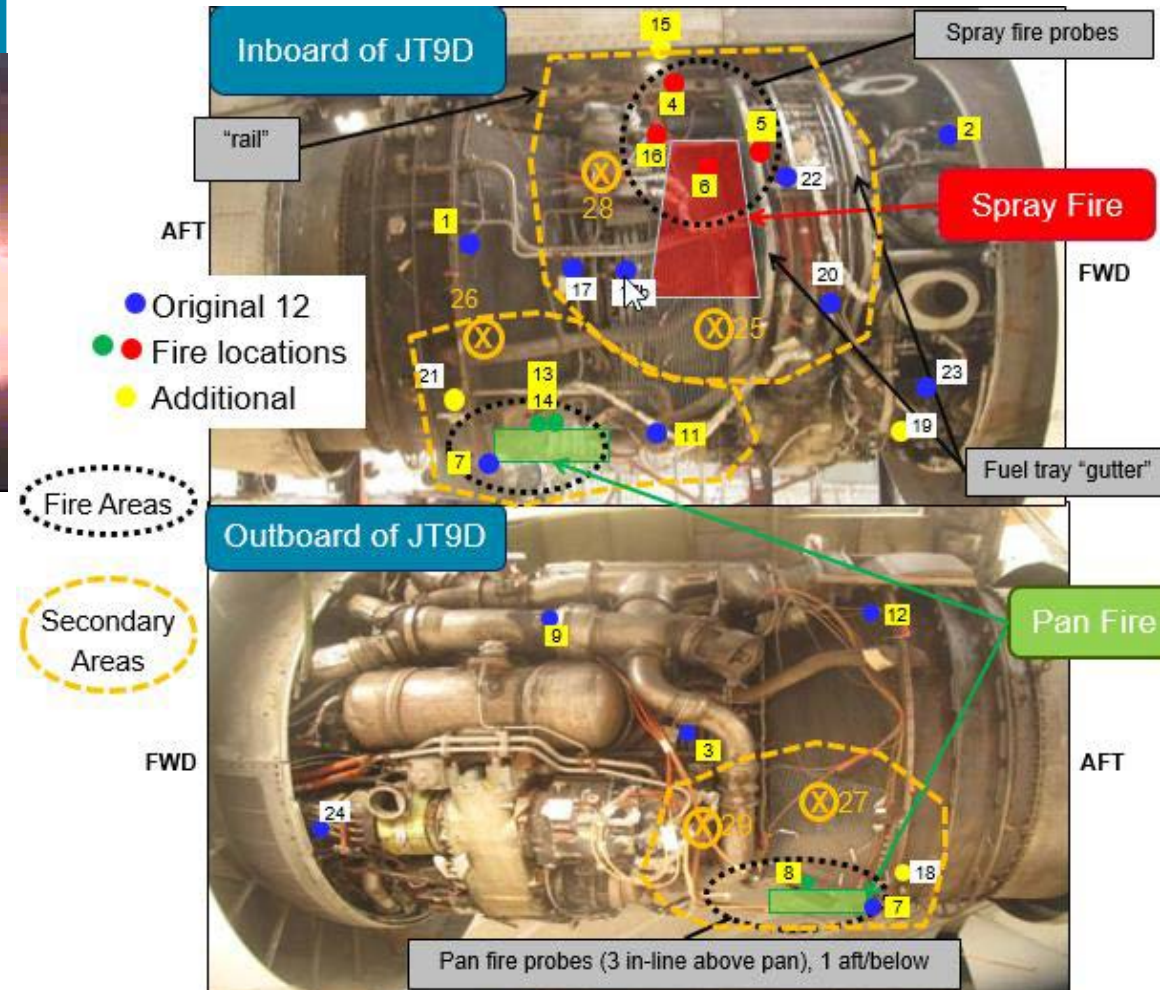 15
Inboard of JT9D
Spray fire probes
4
"rail"
2
5
16
6
22
28
Spray Fire
1
AFT
FWD
17
20
26
25
Original 12
Fire locations
Additional
13
21
14
23
19
11
7
Fuel tray "gutter"
Fire Areas
Outboard of JT9D
Secondary
Areas
9
12
Pan Fire
3
FWD
AFT
27
24
29
8
18
7
Pan fire probes (3 in-line above pan), 1 aft/below